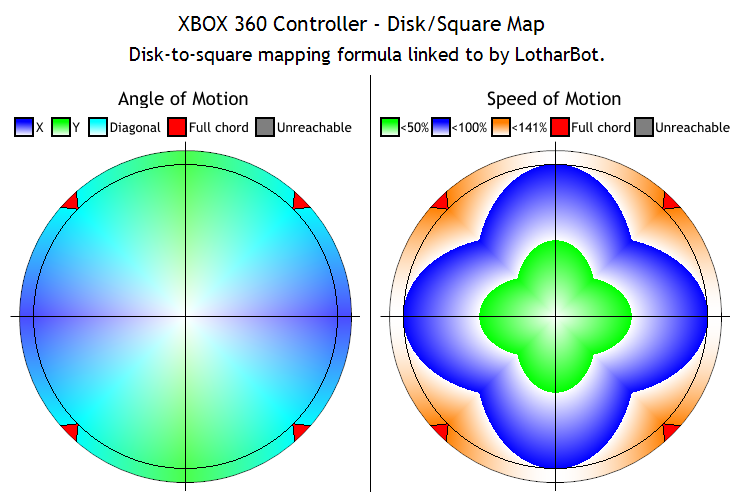 XBOX 360 Controller - Disk/Square Map
Disk-to-square mapping formula linked to by LotharBot.
Angle of Motion
X Y Diagonal Full chord Unreachable
Speed of Motion
<50% <100% <141% Full chord Unreachable